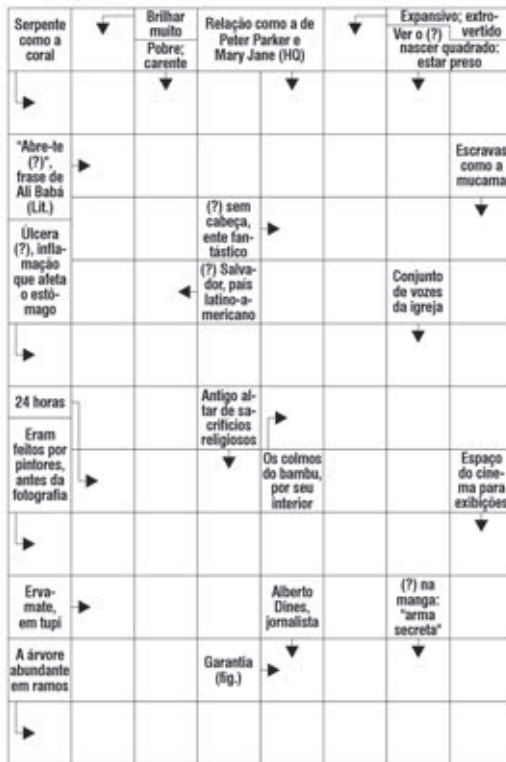 Serpente
como a
coral
Brilhar
muito
Pobre;
carente
Relação como a de
Peter Parker e
Mary Jane (HQ)
Expansivo; extro-
vertido
Ver o (?)
nascer quadrado:
estar preso
"Abre-te
(?)",
frase de
Ali Babá
(Lit.)
Escravas
como a
mucama
Úlcera
(?), infla-
mação
que afeta
o estô-
mago
(?) sem
cabeça,
ente fan-
tástico
(?) Salva-
dor, país
latino-a-
mericano
Conjunto
de vozes
da igreja
24 horas
Eram
feitos por
pintores,
antes da
fotografia
Antigo al-
tar de sa-
crifícios
religiosos
Os colmos
do bambu,
por seu
interior
Espaço
do cine-
ma para
exibições
Erva-
mate,
em tupi
Alberto
Dines,
jornalista
(?) na
manga:
"arma
secreta"
A árvore
abundante
em ramos
Garantia
(fig.)